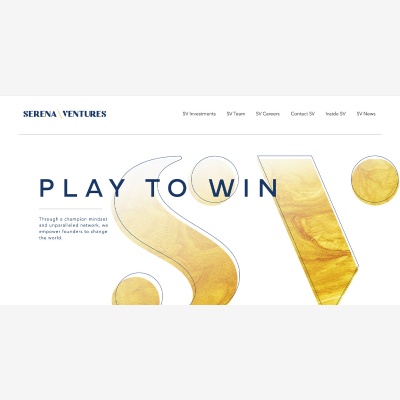 SERENA VENTURES
SV Investments SV Team SV Careers Contact SV Inside SV SV News
PLAY TO WIN
Through a champion mindset
and unparalleled network, we
empower founders to change
the world.
SV